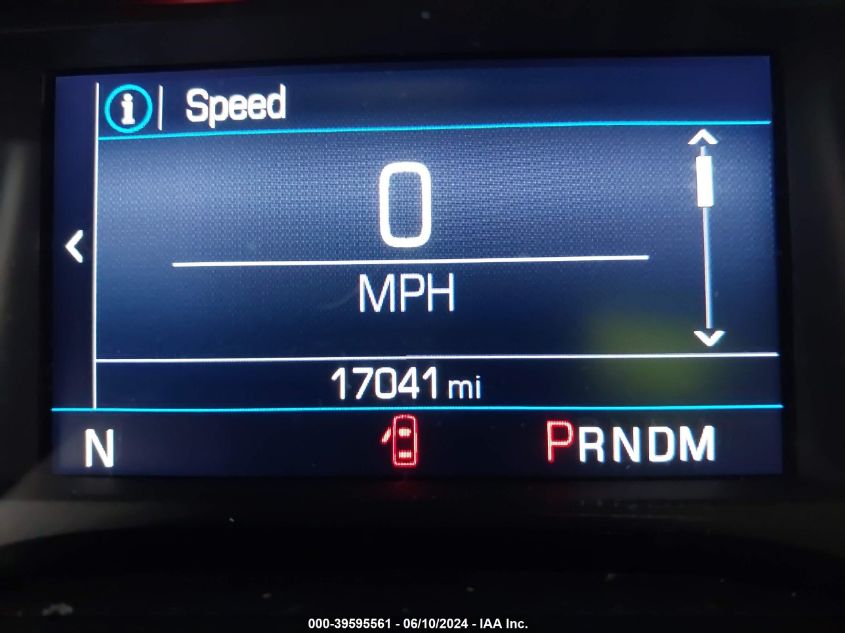 i Speed
0
MPH
17041 mi
N PRNDM
000-39595561 - 06/10/2024 - IAA Inc.